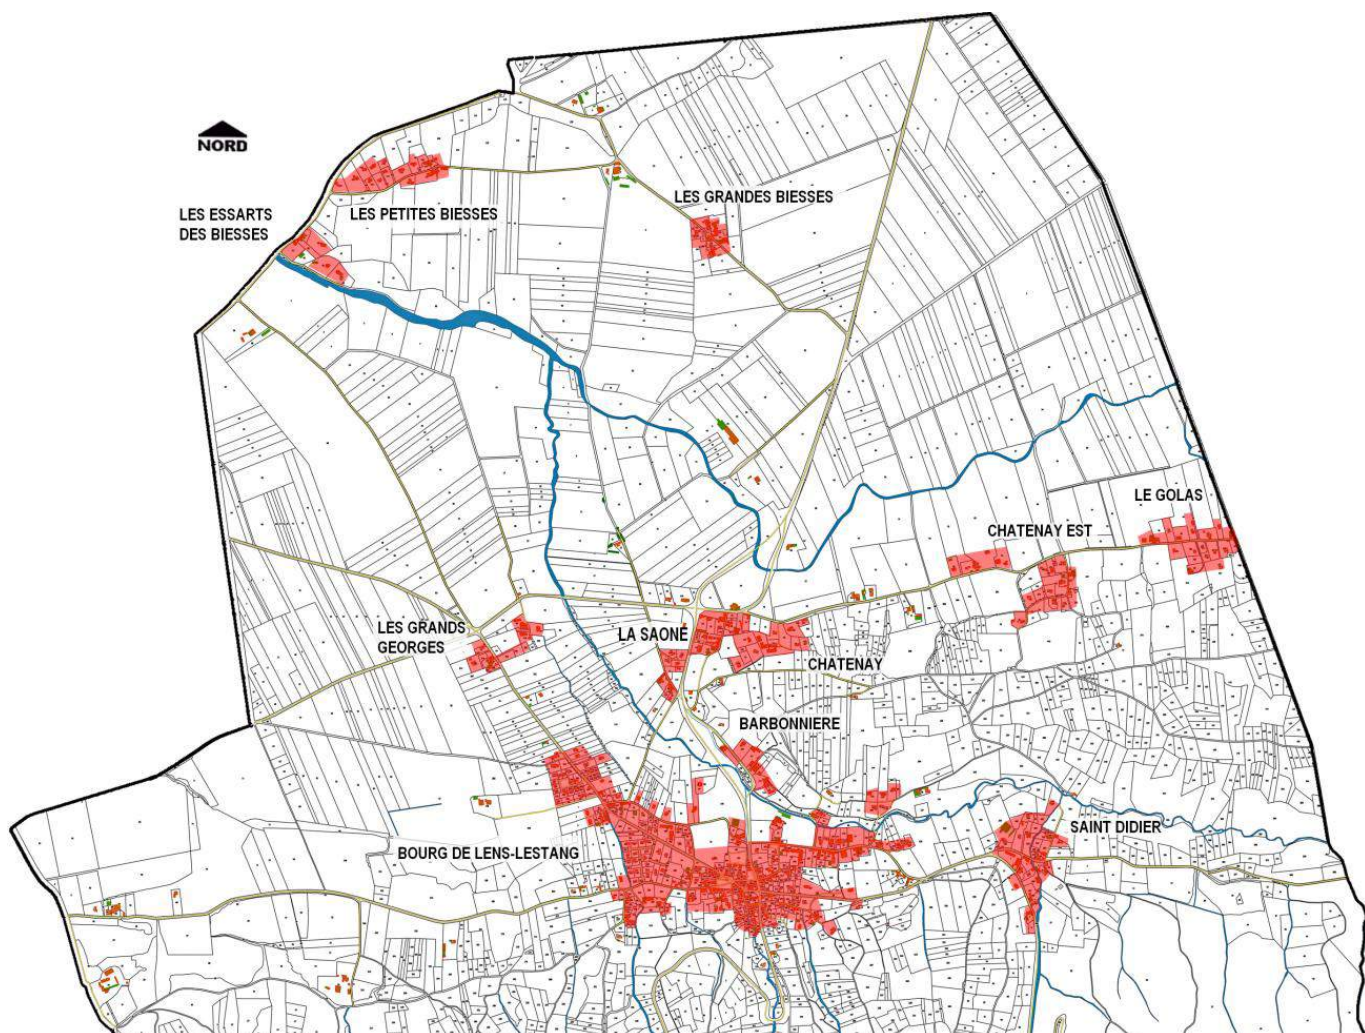 NORD
LES GRANDES BIESSES
LES ESSARTS
DES BIESSES
LES PETITES BIESSES
LE GOLAS
CHATENAY EST
LES GRANDS
GEORGES
LA SAONE
CHATENAY
BARBONNIERE
SAINT DIDIER
BOURG DE LENS-LESTANG